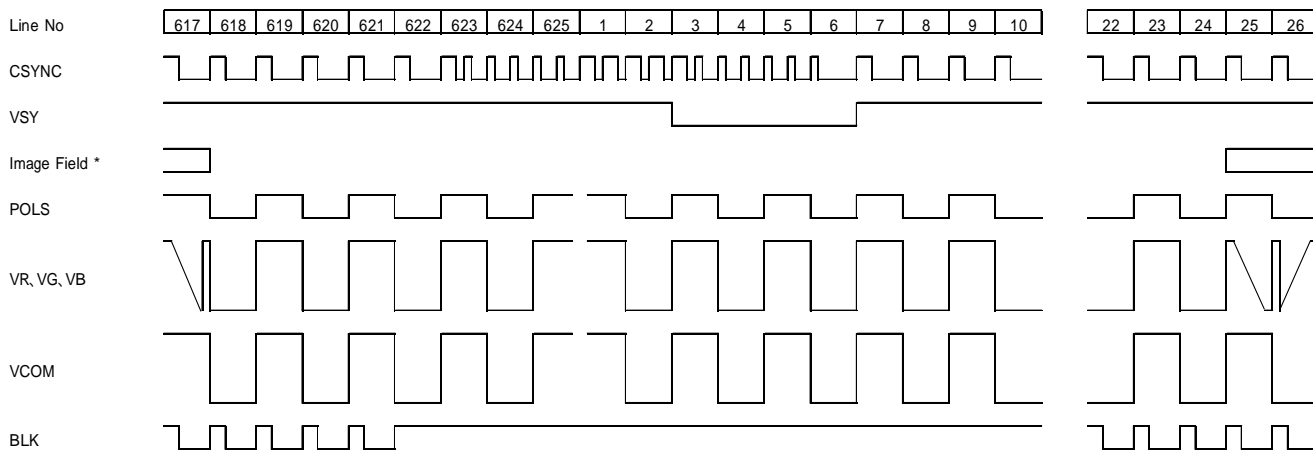 Line No 617 618 619 620 621 622 623 624 625 1 2 3 4 5 6 7 8 9 10 22 23 24 25 26
CSYNC
VSY
Image Field *
POLS
VR、VG、VB
VCOM
BLK